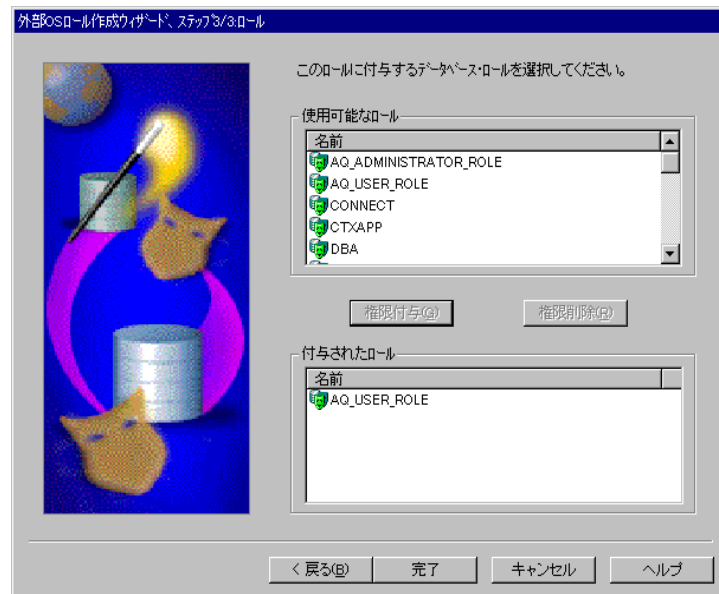 外部OSロール作成ウィザード、ステップ3/3:ロール
このロールに付与するデータベース・ロールを選択してください。
使用可能なロール
名前
AQ_ADMINISTRATOR_ROLE
AQ_USER_ROLE
CONNECT
CTXAPP
DBA
権限付与(G) 権限削除(R)
付与されたロール
名前
AQ_USER_ROLE
< 戻る(B) 完了 キャンセル ヘルプ